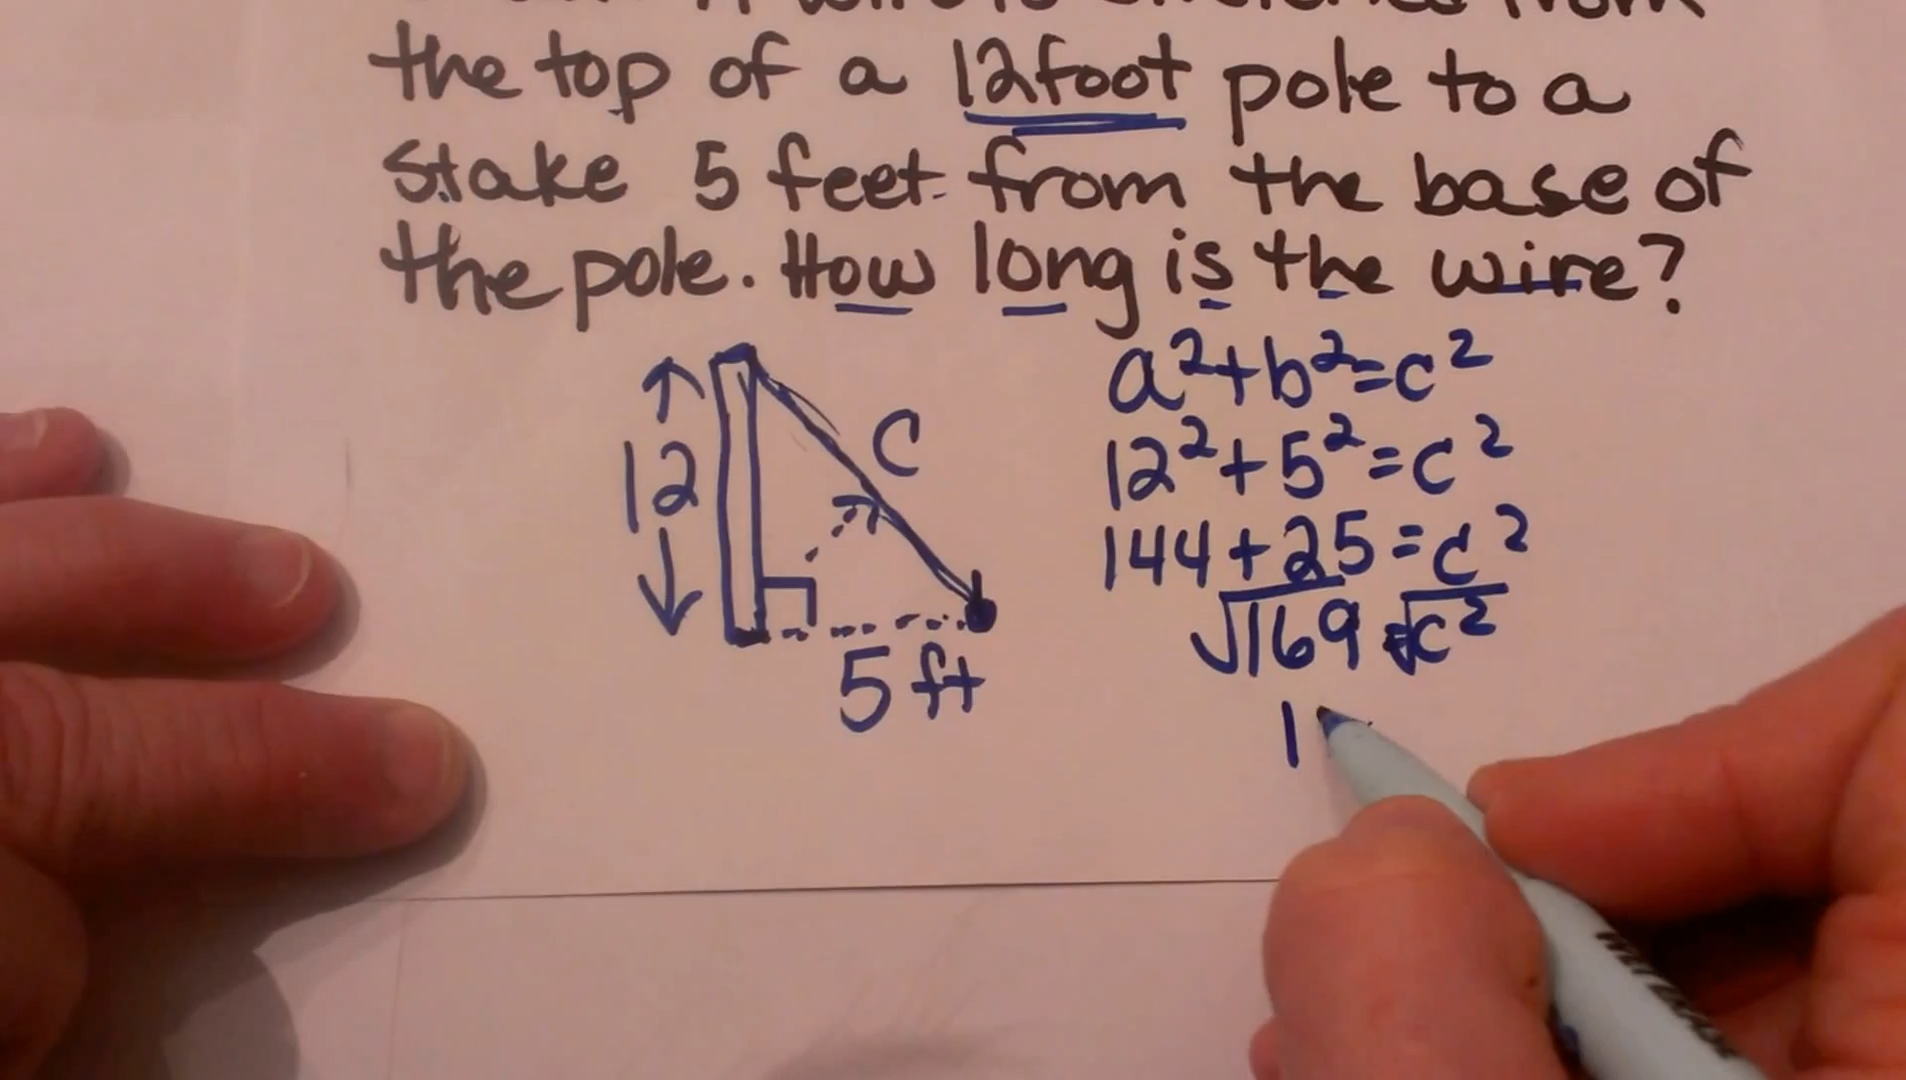 the top of a 12foot pole to a
stake 5 feet from the base of
the pole. How long is the wire?
12
C
5 ft
a²+b²=c²
12²+5²=c²
144+25=c²
√169=√c²
1